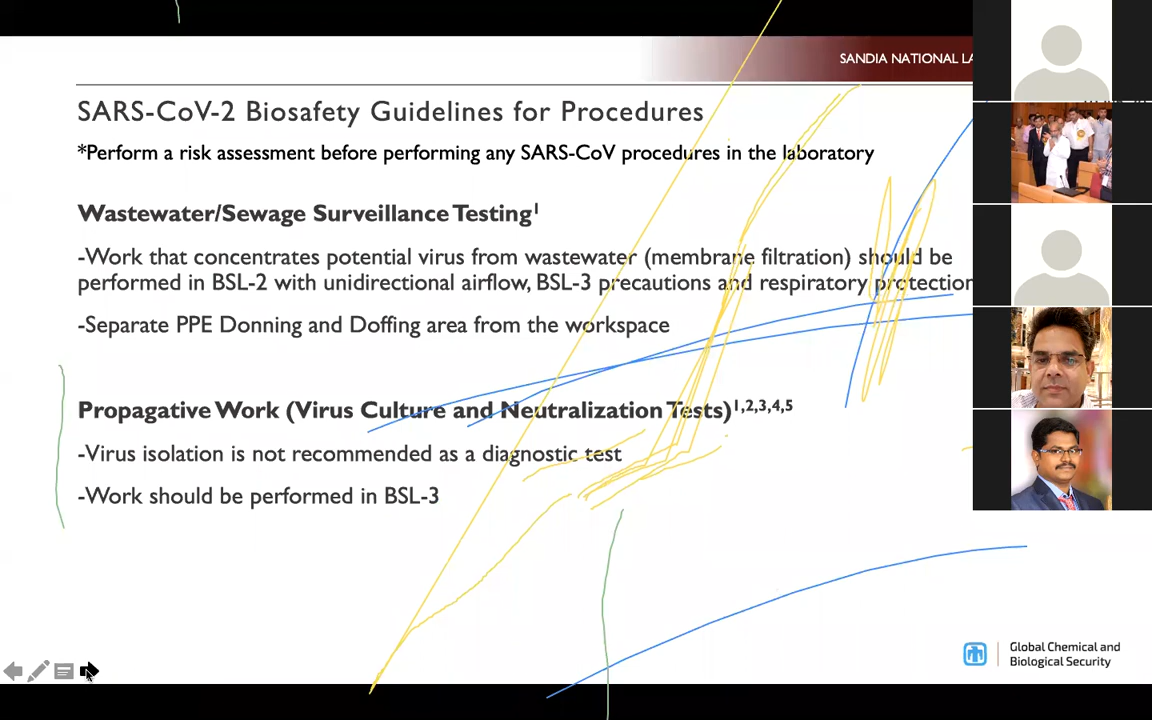 SANDIA NATIONAL LA
SARS-CoV-2 Biosafety Guidelines for Procedures
*Perform a risk assessment before performing any SARS-CoV procedures in the laboratory
Wastewater/Sewage Surveillance Testing1
-Work that concentrates potential virus from wastewater (membrane filtration) should be
performed in BSL-2 with unidirectional airflow, BSL-3 precautions and respiratory protection
-Separate PPE Donning and Doffing area from the workspace
Propagative Work (Virus Culture and Neutralization Tests)1,2,3,4,5
-Virus isolation is not recommended as a diagnostic test
-Work should be performed in BSL-3
Global Chemical and
Biological Security